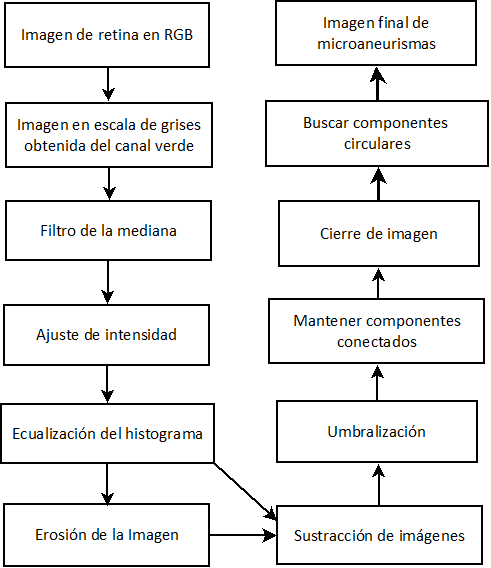 Imagen de retina en RGB
Imagen en escala de grises
obtenida del canal verde
Filtro de la mediana
Ajuste de intensidad
Ecualización del histograma
Erosión de la Imagen
Sustracción de imágenes
Umbralización
Mantener componentes
conectados
Cierre de imagen
Buscar componentes
circulares
Imagen final de
microaneurismas